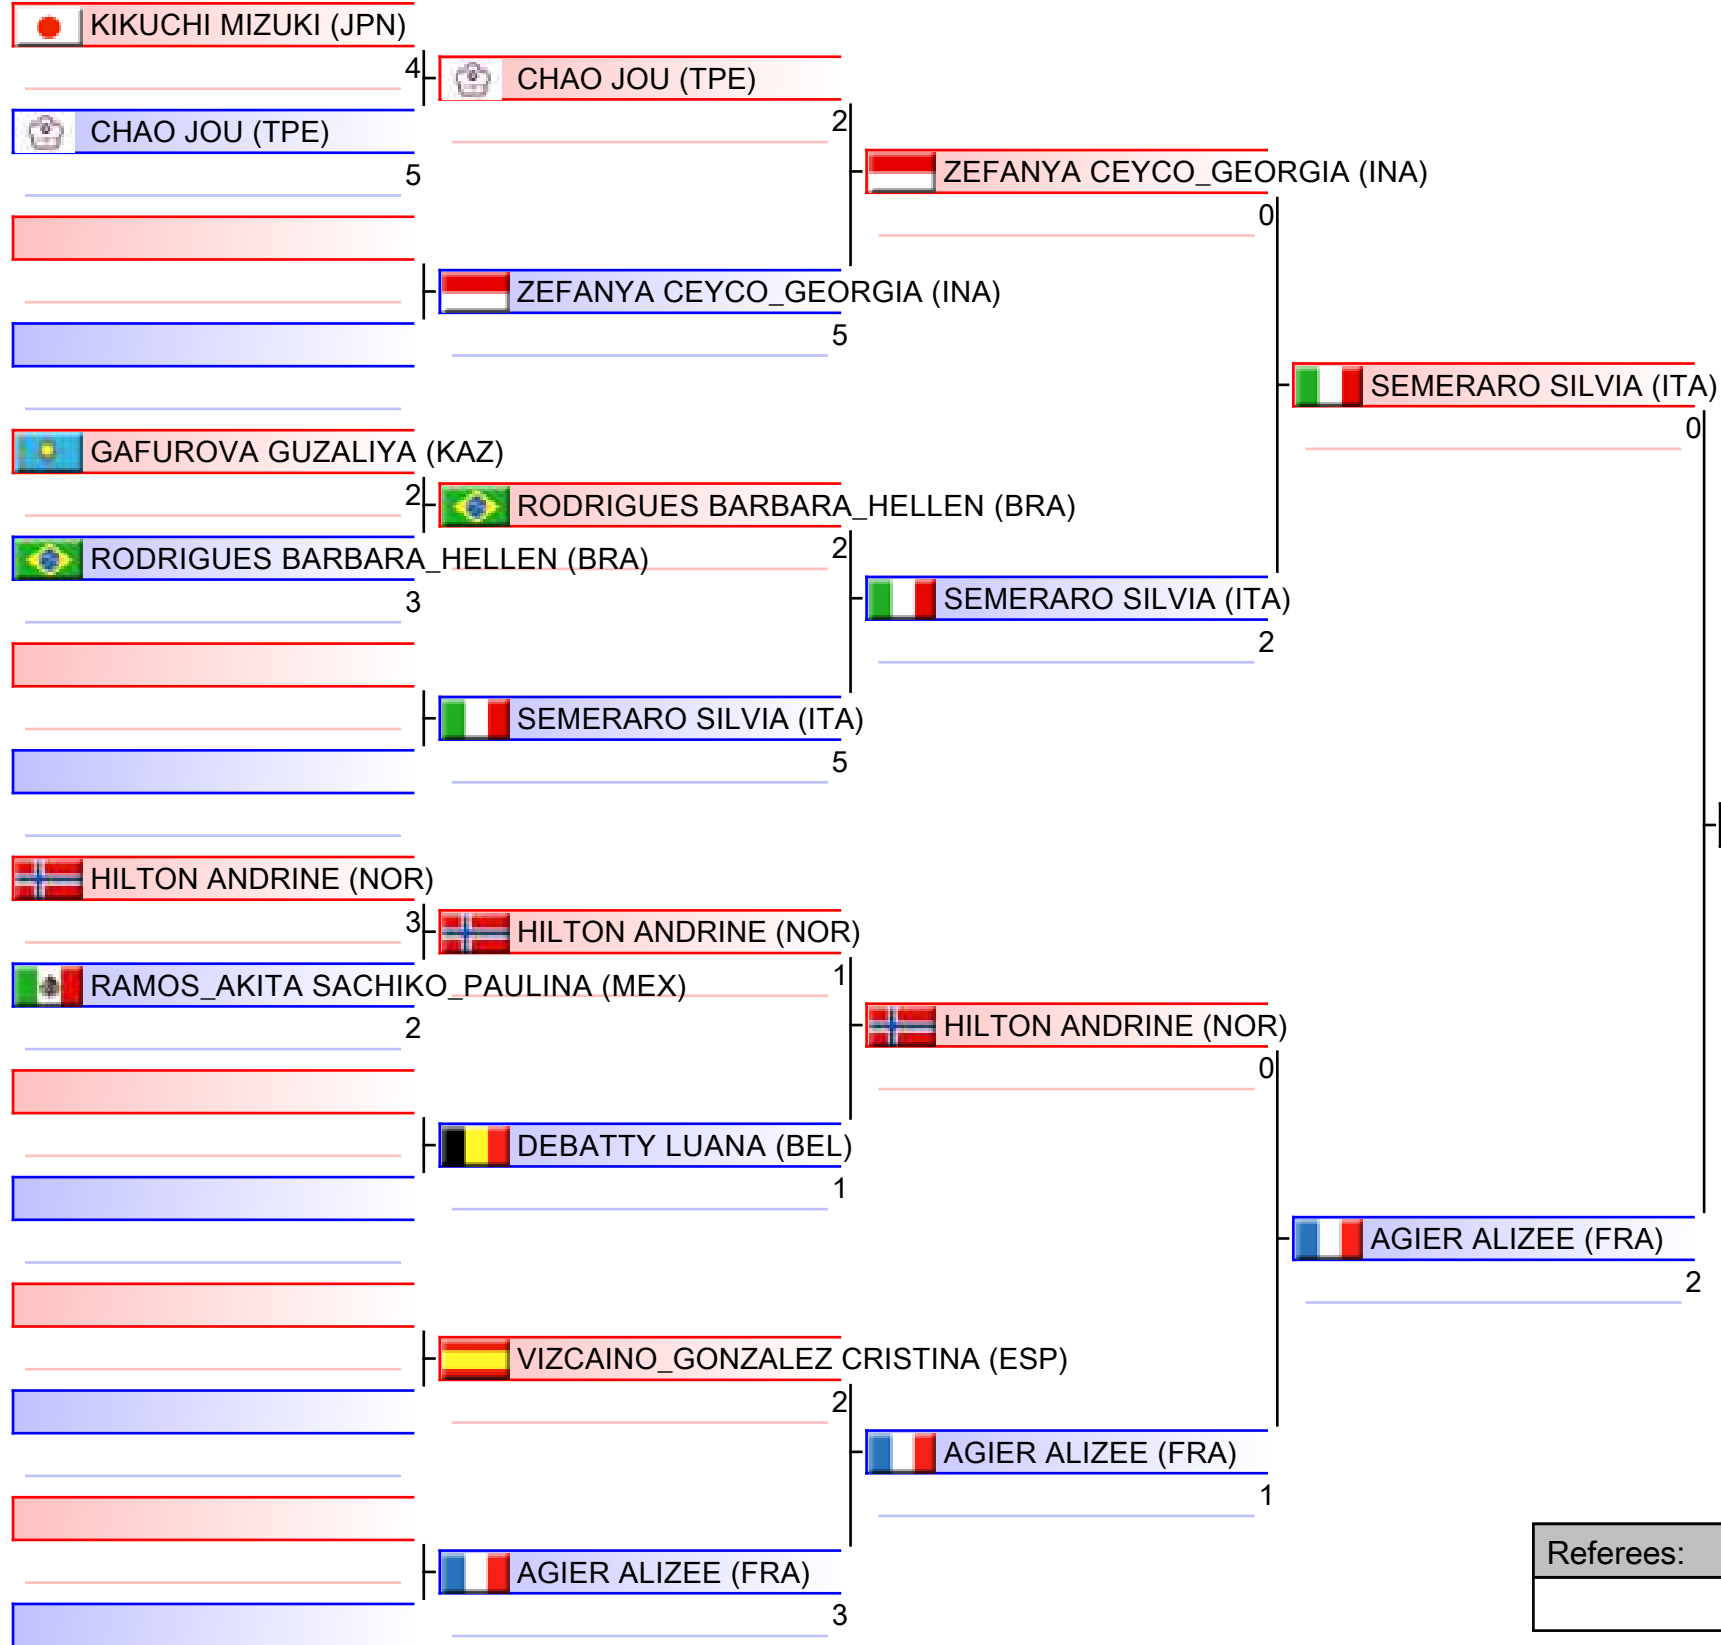 KIKUCHI MIZUKI (JPN)
4
CHAO JOU (TPE)
5
GAFUROVA GUZALIYA (KAZ)
2
RODRIGUES BARBARA_HELLEN (BRA)
3
HILTON ANDRINE (NOR)
3
RAMOS_AKITA SACHIKO_PAULINA (MEX)
2
CHAO JOU (TPE)
2
ZEFANYA CEYCO_GEORGIA (INA)
5
RODRIGUES BARBARA_HELLEN (BRA)
2
SEMERARO SILVIA (ITA)
5
HILTON ANDRINE (NOR)
1
DEBATTY LUANA (BEL)
1
VIZCAINO_GONZALEZ CRISTINA (ESP)
2
AGIER ALIZEE (FRA)
3
ZEFANYA CEYCO_GEORGIA (INA)
0
SEMERARO SILVIA (ITA)
2
HILTON ANDRINE (NOR)
0
AGIER ALIZEE (FRA)
1
SEMERARO SILVIA (ITA)
0
AGIER ALIZEE (FRA)
2
Referees: